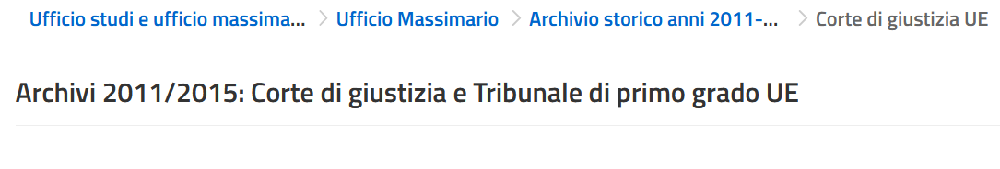 Ufficio studi e ufficio massima... > Ufficio Massimario > Archivio storico anni 2011-... > Corte di giustizia UE
Archivi 2011/2015: Corte di giustizia e Tribunale di primo grado UE